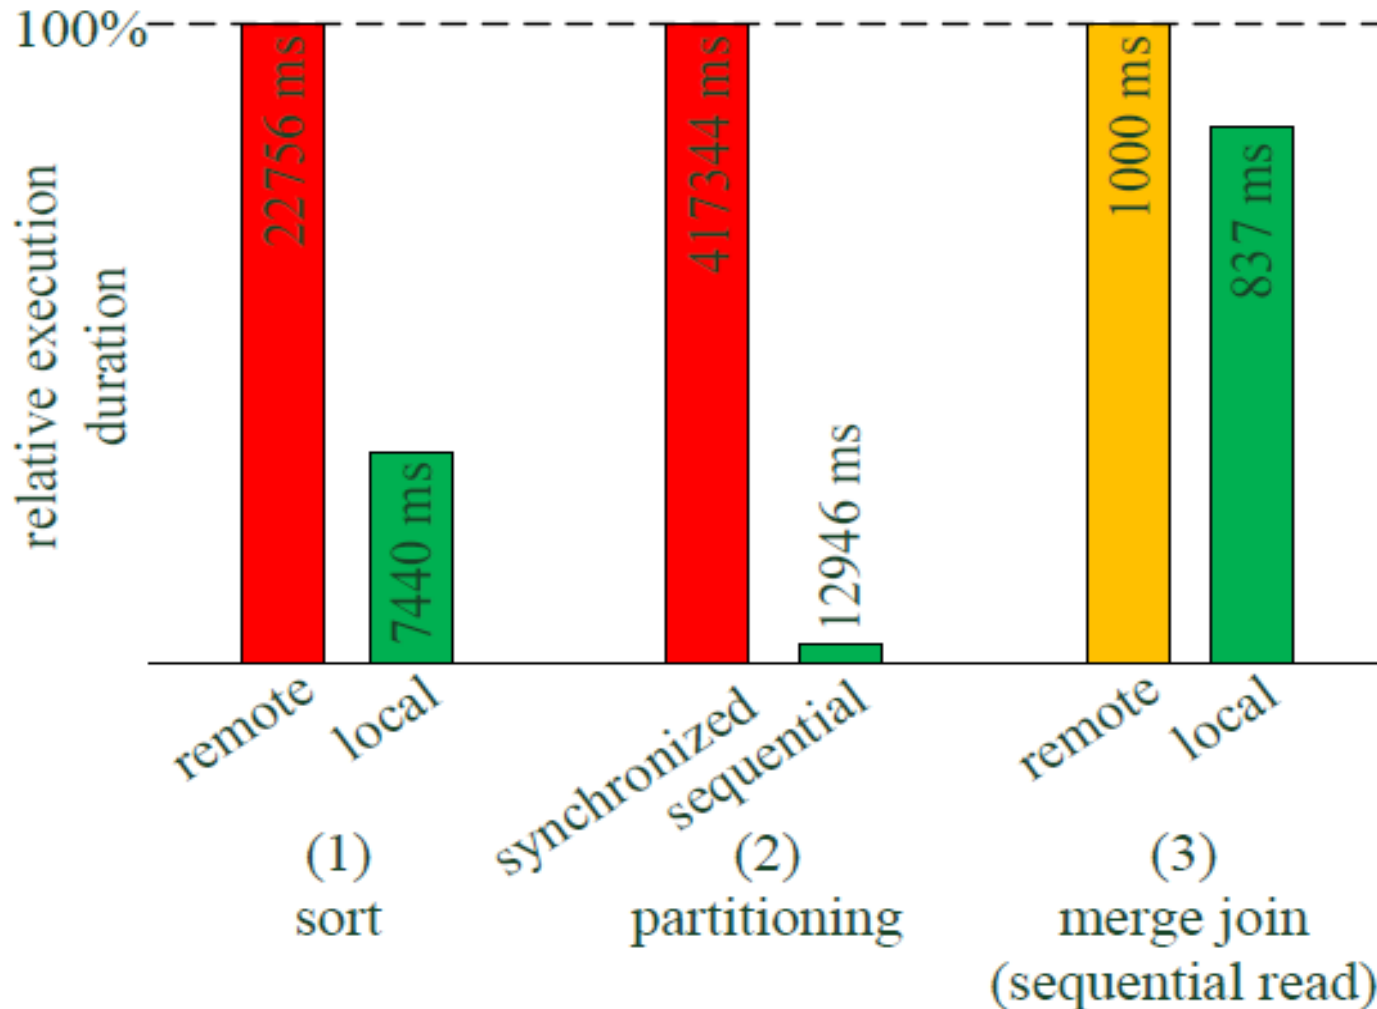 100%
relative execution
duration
22756 ms
7440 ms
417344 ms
12946 ms
1000 ms
837 ms
remote
local
synchronized
sequential
remote
local
(1)
sort
(2)
partitioning
(3)
merge join
(sequential read)